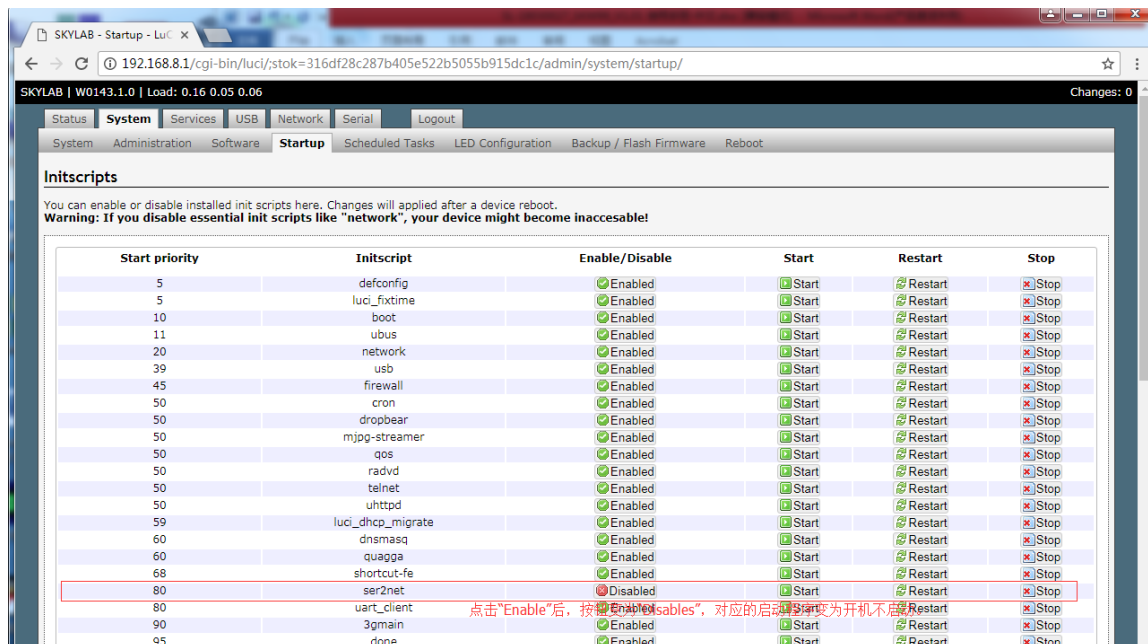 SKYLAB - Startup - LuC
192.168.8.1/cgi-bin/luci/;stok=316df28c287b405e522b5055b915dc1c/admin/system/startup/
SKYLAB | W0143.1.0 | Load: 0.16 0.05 0.06 Changes: 0
Status System Services USB Network Serial Logout
System Administration Software Startup Scheduled Tasks LED Configuration Backup / Flash Firmware Reboot
Initscripts
You can enable or disable installed init scripts here. Changes will applied after a device reboot.
Warning: If you disable essential init scripts like "network", your device might become inaccesable!
Start priority Initscript Enable/Disable Start Restart Stop
5 defconfig Enabled Start Restart Stop
5 luci_fixtime Enabled Start Restart Stop
10 boot Enabled Start Restart Stop
11 ubus Enabled Start Restart Stop
20 network Enabled Start Restart Stop
39 usb Enabled Start Restart Stop
45 firewall Enabled Start Restart Stop
50 cron Enabled Start Restart Stop
50 dropbear Enabled Start Restart Stop
50 mjpg-streamer Enabled Start Restart Stop
50 qos Enabled Start Restart Stop
50 radvd Enabled Start Restart Stop
50 telnet Enabled Start Restart Stop
50 uhttpd Enabled Start Restart Stop
59 luci_dhcp_migrate Enabled Start Restart Stop
60 dnsmasq Enabled Start Restart Stop
60 quagga Enabled Start Restart Stop
68 shortcut-fe Enabled Start Restart Stop
80 ser2net Disabled Start Restart Stop
80 uart_client Enabled Start Restart Stop
点击“Enable”后，按钮变为“Disables”，对应的启动程序变为开机不启动。
90 3gmain Enabled Start Restart Stop
95 done Enabled Start Restart Stop